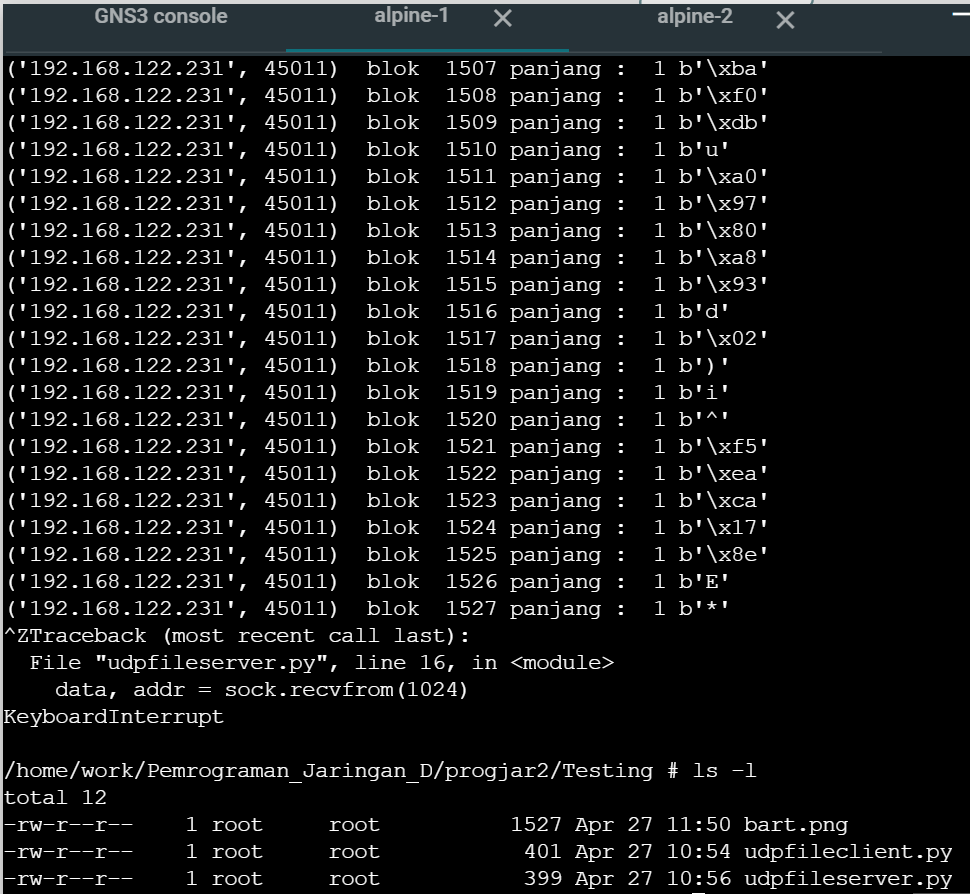 GNS3 console alpine-1 alpine-2
('192.168.122.231', 45011)  blok  1507 panjang :  1 b'\xba'
('192.168.122.231', 45011)  blok  1508 panjang :  1 b'\xf0'
('192.168.122.231', 45011)  blok  1509 panjang :  1 b'\xdb'
('192.168.122.231', 45011)  blok  1510 panjang :  1 b'u'
('192.168.122.231', 45011)  blok  1511 panjang :  1 b'\xa0'
('192.168.122.231', 45011)  blok  1512 panjang :  1 b'\x97'
('192.168.122.231', 45011)  blok  1513 panjang :  1 b'\x80'
('192.168.122.231', 45011)  blok  1514 panjang :  1 b'\xa8'
('192.168.122.231', 45011)  blok  1515 panjang :  1 b'\x93'
('192.168.122.231', 45011)  blok  1516 panjang :  1 b'd'
('192.168.122.231', 45011)  blok  1517 panjang :  1 b'\x02'
('192.168.122.231', 45011)  blok  1518 panjang :  1 b')'
('192.168.122.231', 45011)  blok  1519 panjang :  1 b'i'
('192.168.122.231', 45011)  blok  1520 panjang :  1 b'^'
('192.168.122.231', 45011)  blok  1521 panjang :  1 b'\xf5'
('192.168.122.231', 45011)  blok  1522 panjang :  1 b'\xea'
('192.168.122.231', 45011)  blok  1523 panjang :  1 b'\xca'
('192.168.122.231', 45011)  blok  1524 panjang :  1 b'\x17'
('192.168.122.231', 45011)  blok  1525 panjang :  1 b'\x8e'
('192.168.122.231', 45011)  blok  1526 panjang :  1 b'E'
('192.168.122.231', 45011)  blok  1527 panjang :  1 b'*'
^ZTraceback (most recent call last):
  File "udpfileserver.py", line 16, in <module>
    data, addr = sock.recvfrom(1024)
KeyboardInterrupt
/home/work/Pemrograman_Jaringan_D/progjar2/Testing # ls -l
total 12
-rw-r--r--    1 root     root          1527 Apr 27 11:50 bart.png
-rw-r--r--    1 root     root           401 Apr 27 10:54 udpfileclient.py
-rw-r--r--    1 root     root           399 Apr 27 10:56 udpfileserver.py